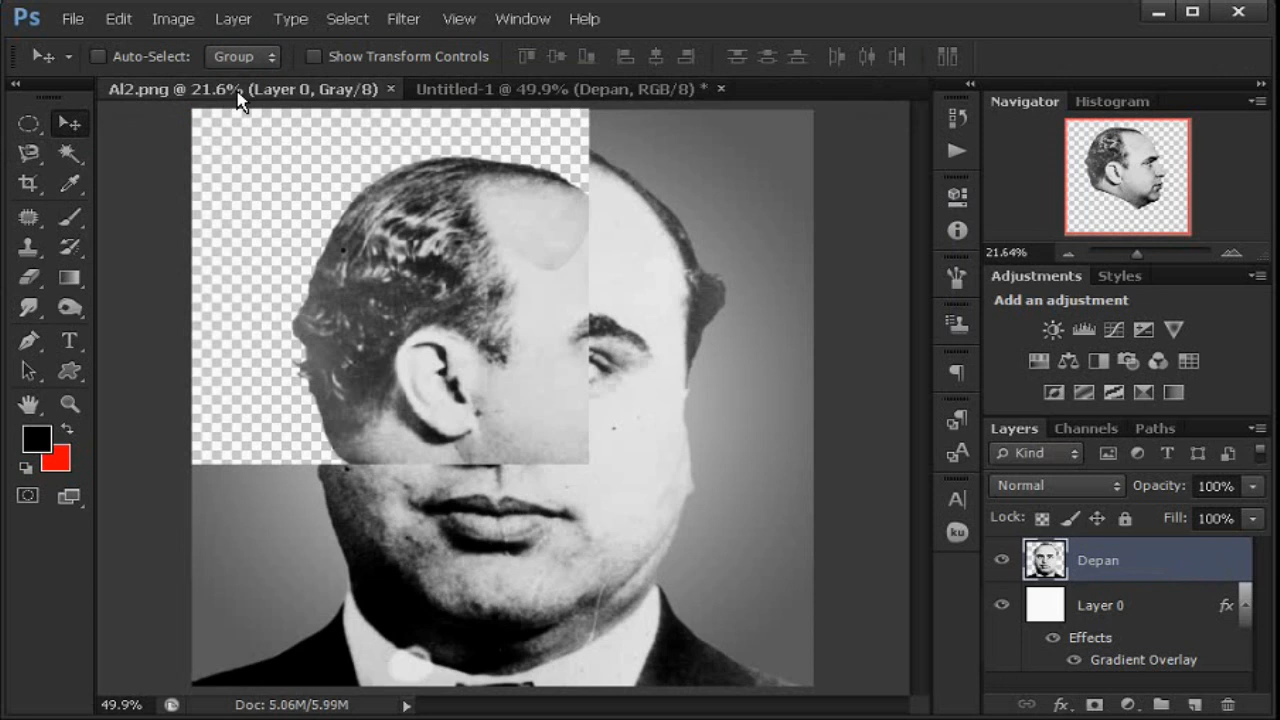 Ps File Edit Image Layer Type Select Filter View Window Help
Auto-Select: Group Show Transform Controls
Al2.png @ 21.6% (Layer 0, Gray/8) × Untitled-1 @ 49.9% (Depan, RGB/8) * ×
Navigator Histogram
21.64%
Adjustments Styles
Add an adjustment
Layers Channels Paths
Kind
Normal Opacity: 100%
Lock: Fill: 100%
Depan
Layer 0 fx
Effects
Gradient Overlay
49.9% Doc: 5.06M/5.99M